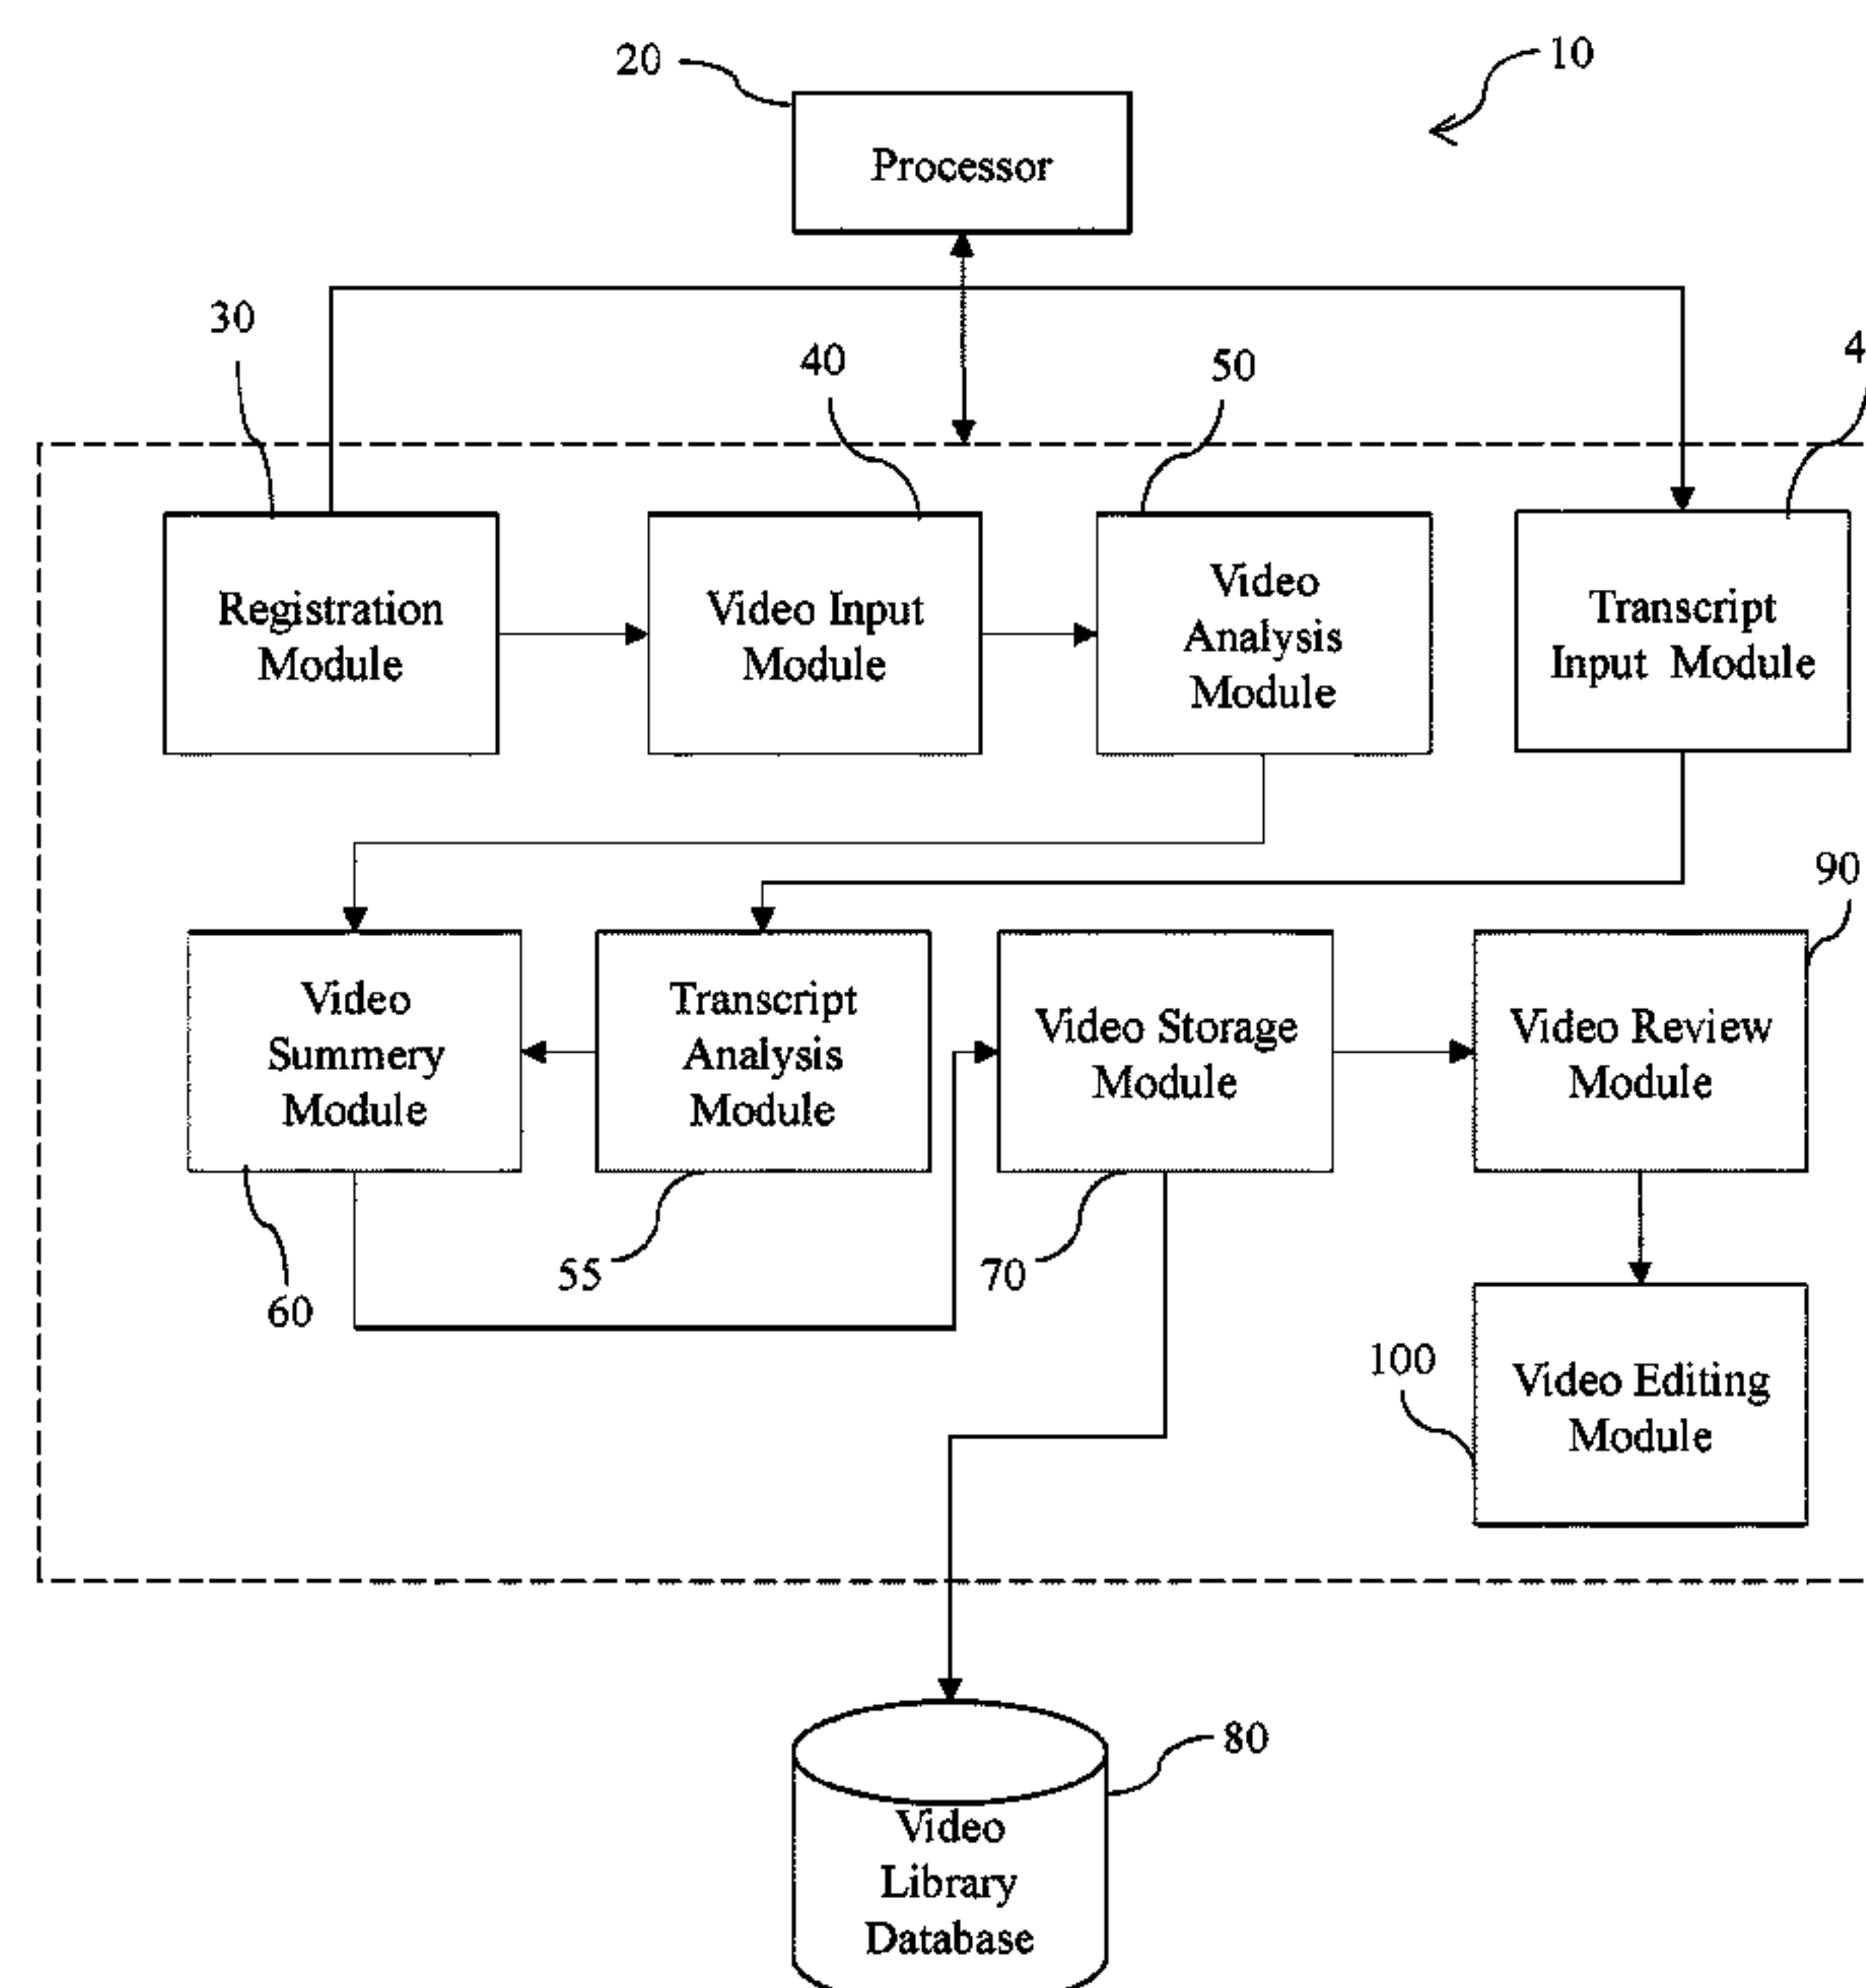 20
10
Processor
30
40
50
4
Registration
Module
Video Input
Module
Video
Analysis
Module
Transcript
Input Module
90
Video
Summery
Module
Transcript
Analysis
Module
Video Storage
Module
Video Review
Module
60
55
70
100
Video Editing
Module
80
Video
Library
Database